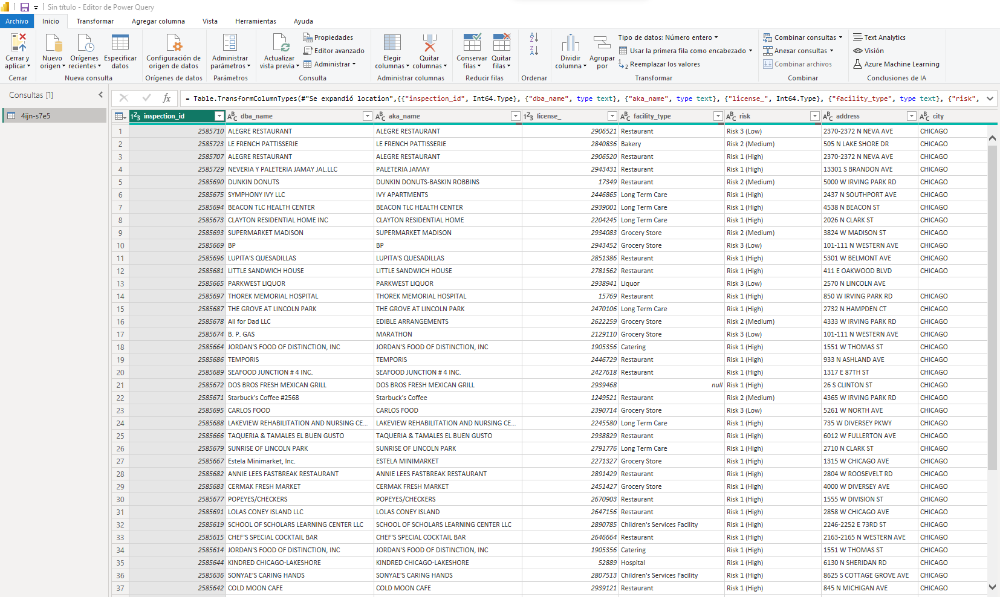 Sin título - Editor de Power Query
Archivo Inicio Transformar Agregar columna Vista Herramientas Ayuda
Cerrar y aplicar
Nuevo origen
Orígenes recientes
Especificar datos
Configuración de origen de datos
Administrar parámetros
Actualizar vista previa
Propiedades
Editor avanzado
Administrar
Elegir columnas
Quitar columnas
Conservar filas
Quitar filas
Dividir columna
Agrupar por
Tipo de datos: Número entero
Usar la primera fila como encabezado
Reemplazar los valores
Combinar consultas
Anexar consultas
Combinar archivos
Text Analytics
Visión
Azure Machine Learning
Cerrar Nueva consulta Orígenes de datos Parámetros Consulta Administrar columnas Reducir filas Ordenar Transformar Combinar Conclusiones de IA
Consultas [1]
4ijn-s7e5
fx = Table.TransformColumnTypes(#"Se expandió location",{{"inspection_id", Int64.Type}, {"dba_name", type text}, {"aka_name", type text}, {"license_", Int64.Type}, {"facility_type", type text}, {"risk",
1²3 inspection_id ABC dba_name ABC aka_name 1²3 license_ ABC facility_type ABC risk ABC address ABC city
1 2585710 ALEGRE RESTAURANT ALEGRE RESTAURANT 2906521 Restaurant Risk 3 (Low) 2370-2372 N NEVA AVE CHICAGO
2 2585723 LE FRENCH PATTISSERIE LE FRENCH PATTISSERIE 2840836 Bakery Risk 2 (Medium) 505 N LAKE SHORE DR CHICAGO
3 2585707 ALEGRE RESTAURANT ALEGRE RESTAURANT 2906520 Restaurant Risk 1 (High) 2370-2372 N NEVA AVE CHICAGO
4 2585729 NEVERIA Y PALETERIA JAMAY JAL.LLC PALETERIA JAMAY 2943431 Restaurant Risk 1 (High) 13301 S BRANDON AVE CHICAGO
5 2585690 DUNKIN DONUTS DUNKIN DONUTS-BASKIN ROBBINS 17349 Restaurant Risk 2 (Medium) 5000 W IRVING PARK RD CHICAGO
6 2585675 SYMPHONY IVY LLC IVY APARTMENTS 2446865 Long Term Care Risk 1 (High) 2437 N SOUTHPORT AVE CHICAGO
7 2585694 BEACON TLC HEALTH CENTER BEACON TLC HEALTH CENTER 2939001 Long Term Care Risk 1 (High) 4538 N BEACON ST CHICAGO
8 2585673 CLAYTON RESIDENTIAL HOME INC CLAYTON RESIDENTIAL HOME 2204245 Long Term Care Risk 1 (High) 2026 N CLARK ST CHICAGO
9 2585693 SUPERMARKET MADISON SUPERMARKET MADISON 2934083 Grocery Store Risk 2 (Medium) 3824 W MADISON ST CHICAGO
10 2585669 BP BP 2943452 Grocery Store Risk 3 (Low) 101-111 N WESTERN AVE CHICAGO
11 2585696 LUPITA'S QUESADILLAS LUPITA'S QUESADILLAS 2851386 Restaurant Risk 1 (High) 5301 W BELMONT AVE CHICAGO
12 2585681 LITTLE SANDWICH HOUSE LITTLE SANDWICH HOUSE 2781562 Restaurant Risk 1 (High) 411 E OAKWOOD BLVD CHICAGO
13 2585665 PARKWEST LIQUOR PARKWEST LIQUOR 2938941 Liquor Risk 3 (Low) 2570 N LINCOLN AVE
14 2585697 THOREK MEMORIAL HOSPITAL THOREK MEMORIAL HOSPITAL 15769 Restaurant Risk 1 (High) 850 W IRVING PARK RD CHICAGO
15 2585687 THE GROVE AT LINCOLN PARK THE GROVE AT LINCOLN PARK 2470106 Long Term Care Risk 1 (High) 2732 N HAMPDEN CT CHICAGO
16 2585678 All for Dad LLC EDIBLE ARRANGEMENTS 2622259 Grocery Store Risk 2 (Medium) 4333 W IRVING PARK RD CHICAGO
17 2585674 B. P. GAS MARATHON 2129110 Grocery Store Risk 3 (Low) 101-111 N WESTERN AVE CHICAGO
18 2585664 JORDAN'S FOOD OF DISTINCTION, INC JORDAN'S FOOD OF DISTINCTION, INC 1905356 Catering Risk 1 (High) 1551 W THOMAS ST CHICAGO
19 2585686 TEMPORIS TEMPORIS 2446729 Restaurant Risk 1 (High) 933 N ASHLAND AVE CHICAGO
20 2585689 SEAFOOD JUNCTION # 4 INC. SEAFOOD JUNCTION # 4 INC. 2427618 Restaurant Risk 1 (High) 1317 E 87TH ST CHICAGO
21 2585672 DOS BROS FRESH MEXICAN GRILL DOS BROS FRESH MEXICAN GRILL 2939468 null Risk 1 (High) 26 S CLINTON ST CHICAGO
22 2585671 Starbuck's Coffee #2568 Starbuck's Coffee 1249521 Restaurant Risk 2 (Medium) 4365 W IRVING PARK RD CHICAGO
23 2585695 CARLOS FOOD CARLOS FOOD 2390714 Grocery Store Risk 3 (Low) 5261 W NORTH AVE CHICAGO
24 2585688 LAKEVIEW REHABILITATION AND NURSING CE... LAKEVIEW REHABILITATION AND NURSING CE... 2245580 Long Term Care Risk 1 (High) 735 W DIVERSEY PKWY CHICAGO
25 2585666 TAQUERIA & TAMALES EL BUEN GUSTO TAQUERIA & TAMALES EL BUEN GUSTO 2938829 Restaurant Risk 1 (High) 6012 W FULLERTON AVE CHICAGO
26 2585679 SUNRISE OF LINCOLN PARK SUNRISE OF LINCOLN PARK 2791776 Long Term Care Risk 1 (High) 2710 N CLARK ST CHICAGO
27 2585667 Estela Minimarket, Inc. ESTELA MINIMARKET 2271327 Grocery Store Risk 1 (High) 1315 W CHICAGO AVE CHICAGO
28 2585682 ANNIE LEES FASTBREAK RESTAURANT ANNIE LEES FASTBREAK RESTAURANT 2891429 Restaurant Risk 1 (High) 2804 W ROOSEVELT RD CHICAGO
29 2585683 CERMAK FRESH MARKET CERMAK FRESH MARKET 2451427 Grocery Store Risk 1 (High) 4000 W DIVERSEY AVE CHICAGO
30 2585677 POPEYES/CHECKERS POPEYES/CHECKERS 2670903 Restaurant Risk 1 (High) 1555 W DIVISION ST CHICAGO
31 2585691 LOLAS CONEY ISLAND LLC LOLAS CONEY ISLAND 2647156 Restaurant Risk 1 (High) 2858 W CHICAGO AVE CHICAGO
32 2585619 SCHOOL OF SCHOLARS LEARNING CENTER LLC SCHOOL OF SCHOLARS LEARNING CENTER LLC 2890785 Children's Services Facility Risk 1 (High) 2246-2252 E 73RD ST CHICAGO
33 2585615 CHEF'S SPECIAL COCKTAIL BAR CHEF'S SPECIAL COCKTAIL BAR 2646664 Restaurant Risk 1 (High) 2163-2165 N WESTERN AVE CHICAGO
34 2585614 JORDAN'S FOOD OF DISTINCTION, INC JORDAN'S FOOD OF DISTINCTION, INC 1905356 Catering Risk 1 (High) 1551 W THOMAS ST CHICAGO
35 2585644 KINDRED CHICAGO-LAKESHORE KINDRED CHICAGO-LAKESHORE 52889 Hospital Risk 1 (High) 6130 N SHERIDAN RD CHICAGO
36 2585636 SONYAE'S CARING HANDS SONYAE'S CARING HANDS 2807513 Children's Services Facility Risk 1 (High) 8625 S COTTAGE GROVE AVE CHICAGO
37 2585642 COLD MOON CAFE COLD MOON CAFE 2939121 Restaurant Risk 1 (High) 845 N MICHIGAN AVE CHICAGO